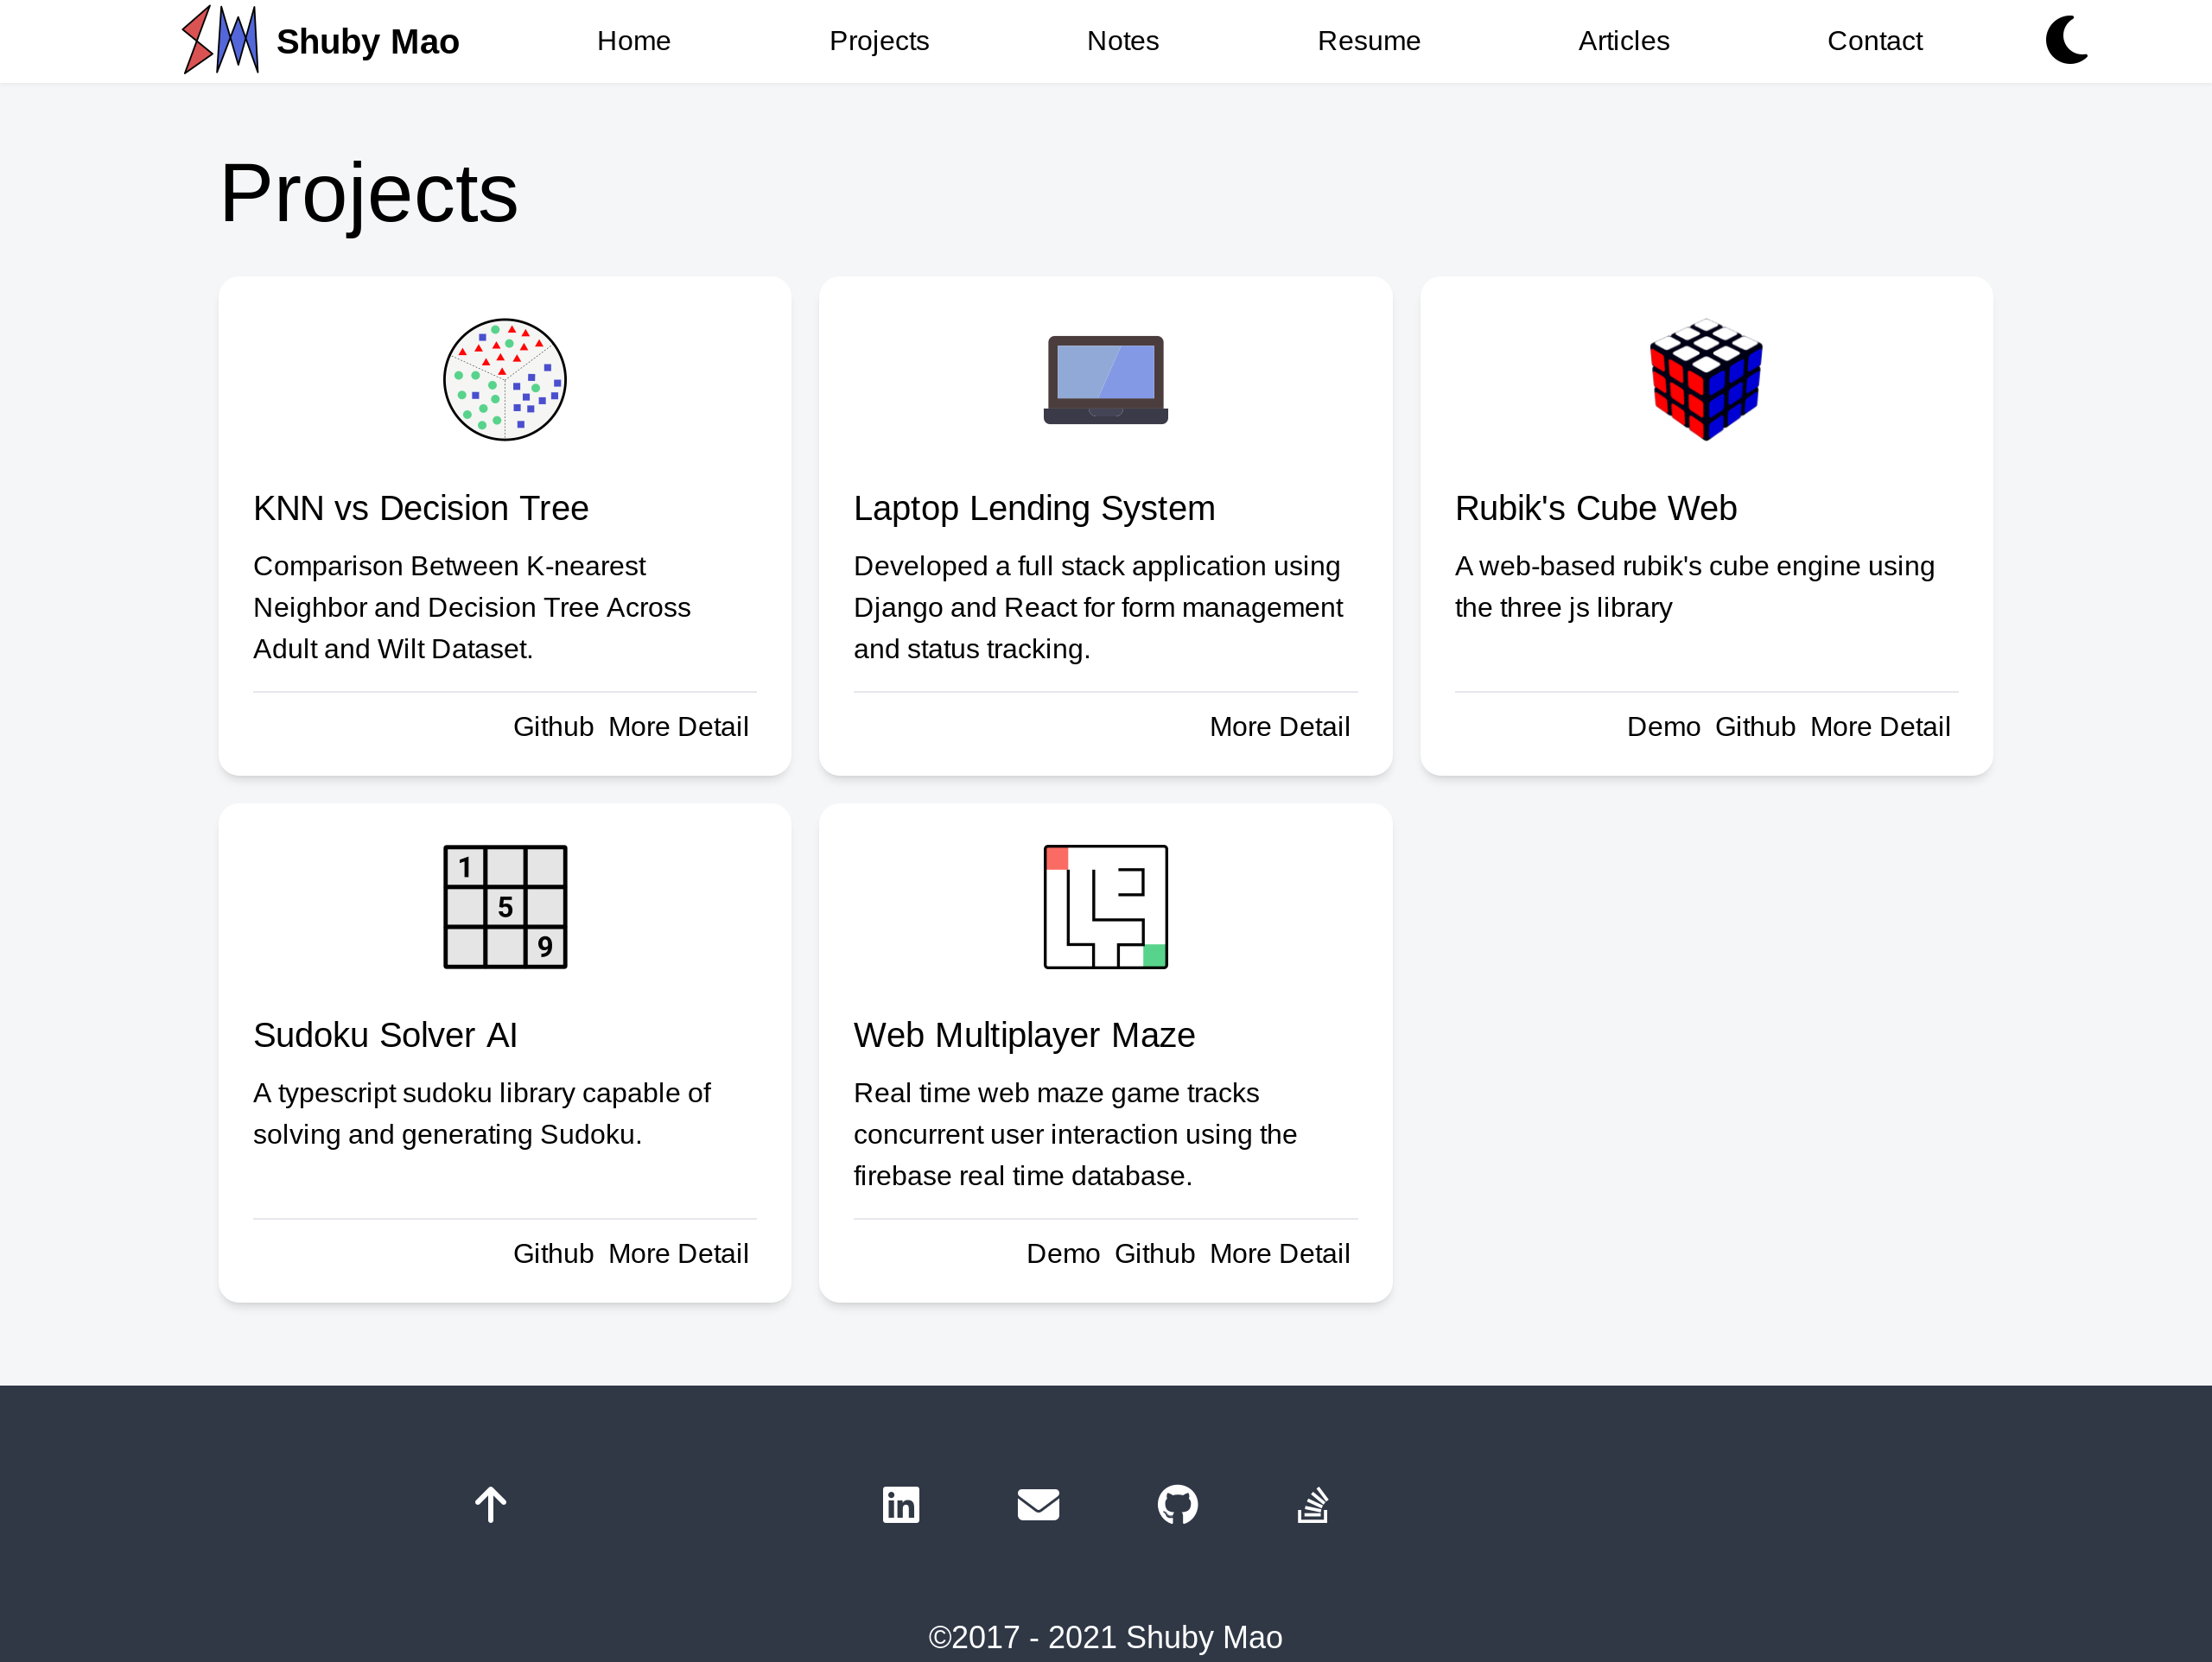 Shuby Mao
Home
Projects
Notes
Resume
Articles
Contact
Projects
KNN vs Decision Tree
Comparison Between K-nearest
Neighbor and Decision Tree Across
Adult and Wilt Dataset.
Github More Detail
Laptop Lending System
Developed a full stack application using
Django and React for form management
and status tracking.
More Detail
Rubik's Cube Web
A web-based rubik's cube engine using
the three js library
Demo Github More Detail
1
5
9
Sudoku Solver AI
A typescript sudoku library capable of
solving and generating Sudoku.
Github More Detail
Web Multiplayer Maze
Real time web maze game tracks
concurrent user interaction using the
firebase real time database.
Demo Github More Detail
in
©2017 - 2021 Shuby Mao